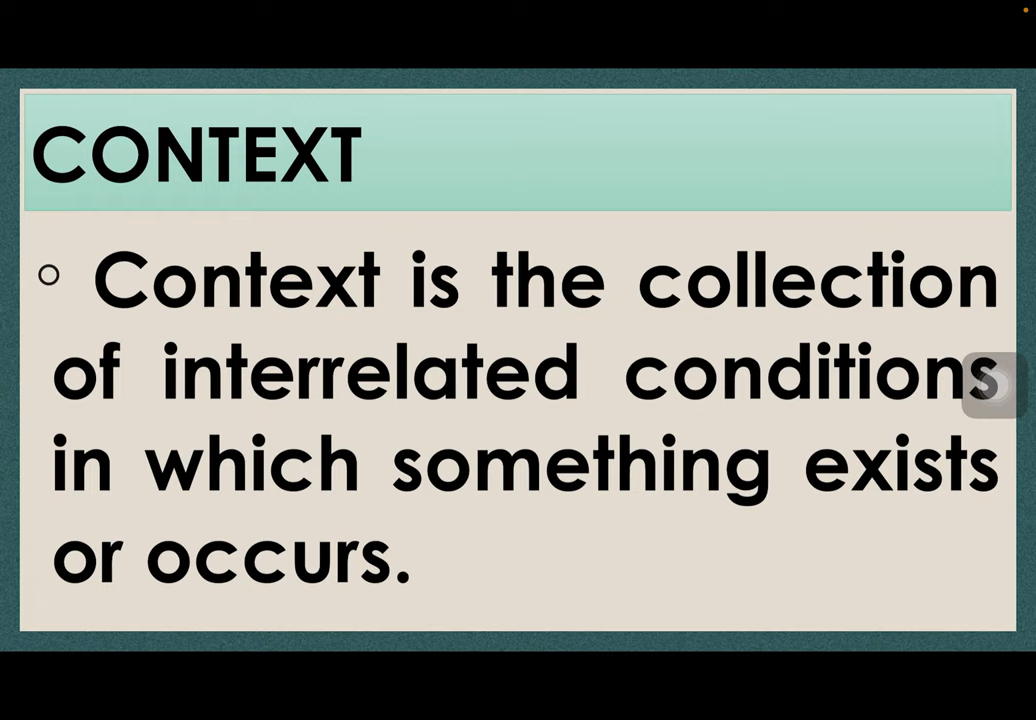 CONTEXT
Context is the collection
of interrelated conditions
in which something exists
or occurs.